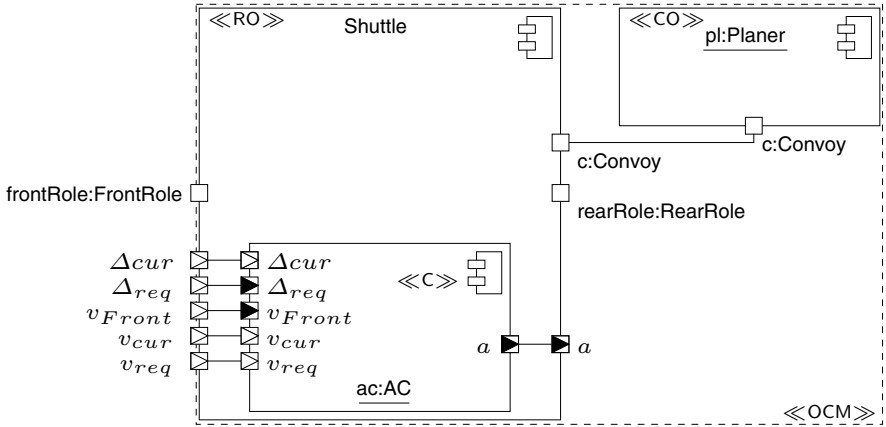 ≪RO≫
Shuttle
≪CO≫
pl:Planer
c:Convoy
c:Convoy
frontRole:FrontRole
rearRole:RearRole
Δcur Δcur
Δreq ≪C≫ Δreq
vFront vFront
vcur vcur
a a
vreq vreq
ac:AC
≪OCM≫